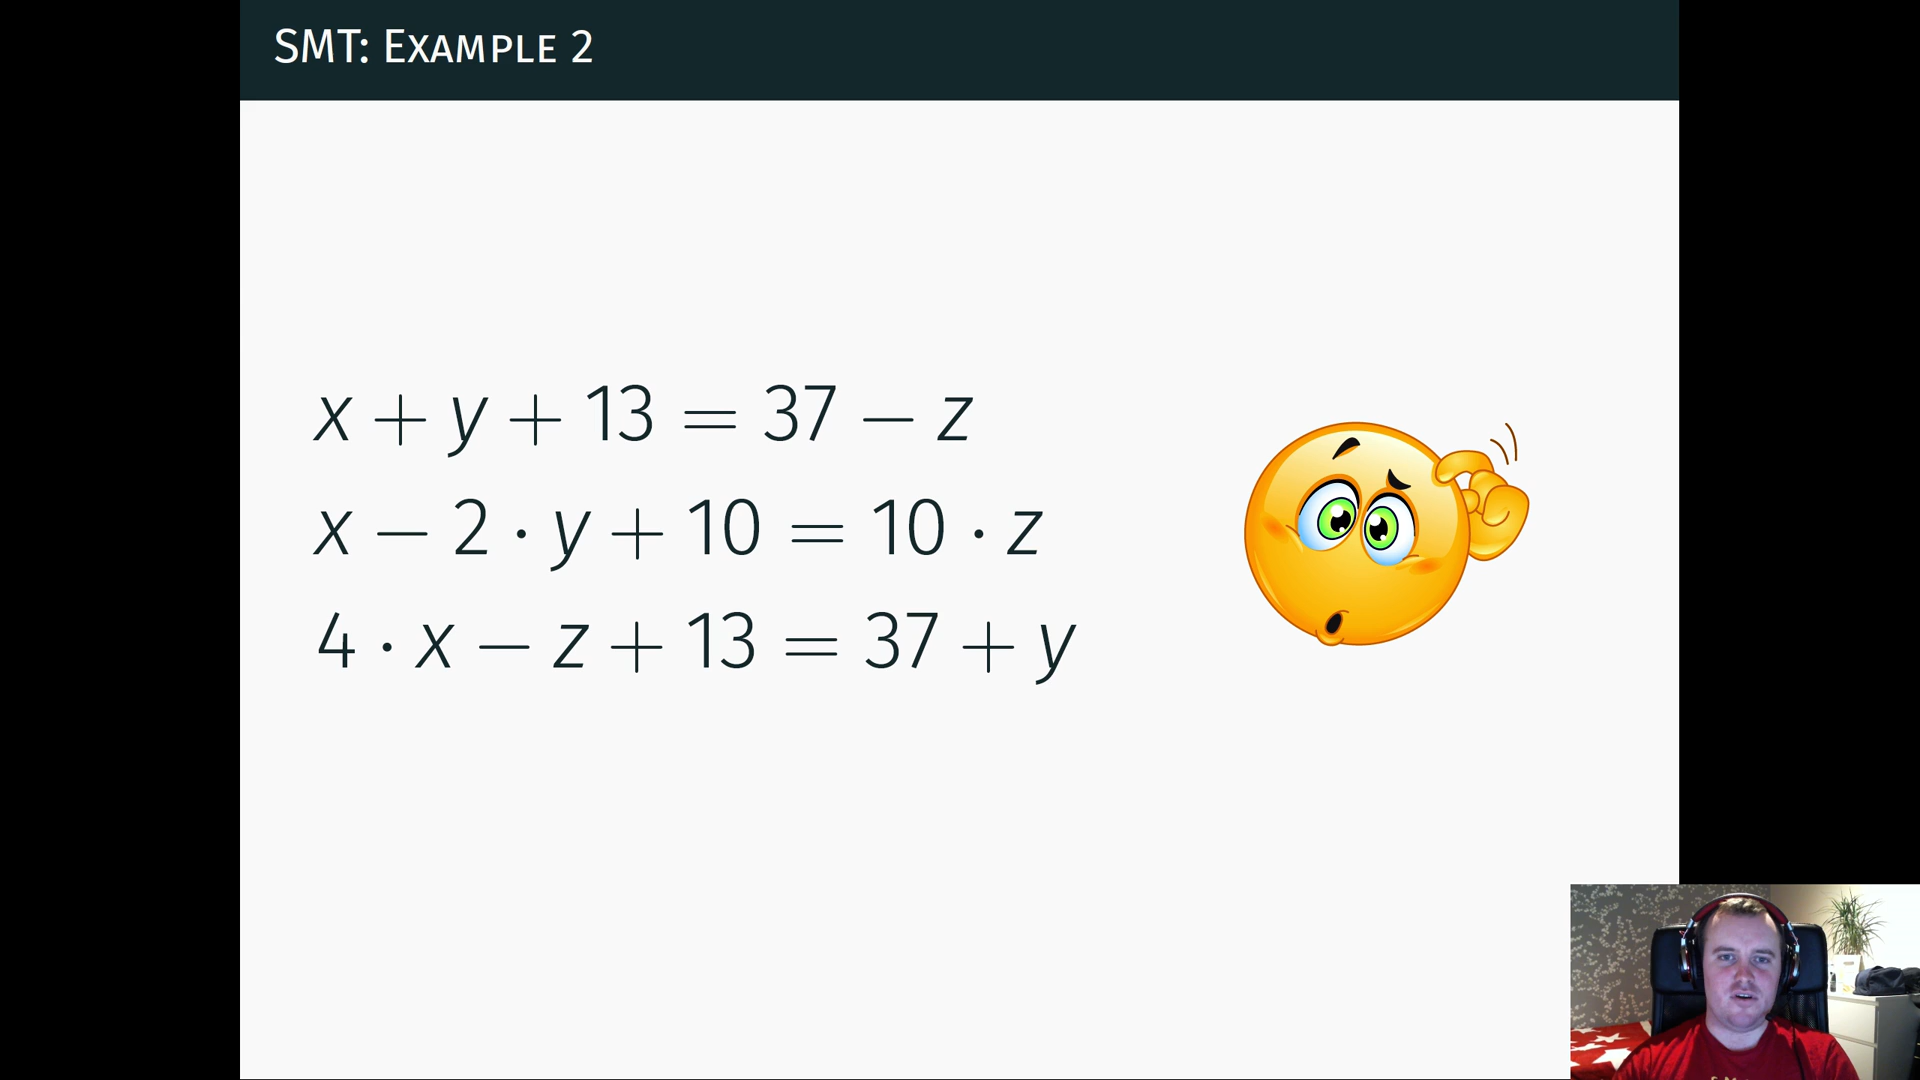 SMT: EXAMPLE 2
x + y + 13 = 37 − z
x − 2 · y + 10 = 10 · z
4 · x − z + 13 = 37 + y